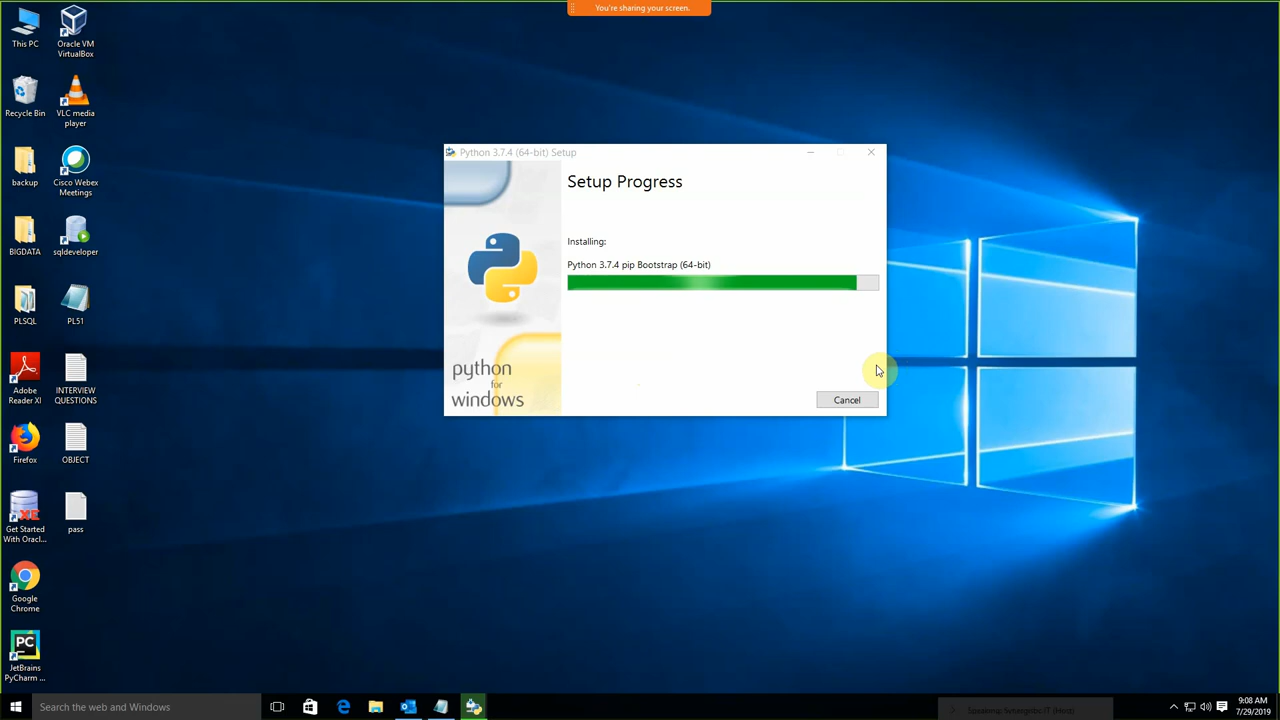 You're sharing your screen.
This PC
Oracle VM
VirtualBox
Recycle Bin
VLC media
player
backup
Cisco Webex
Meetings
BIGDATA
sqldeveloper
PLSQL
PL51
Adobe
Reader XI
INTERVIEW
QUESTIONS
Firefox
OBJECT
Get Started
With Oracl...
pass
Google
Chrome
JetBrains
PyCharm ...
Python 3.7.4 (64-bit) Setup
Setup Progress
Installing:
Python 3.7.4 pip Bootstrap (64-bit)
python
for
windows
Cancel
Search the web and Windows
Speaking:
9:08 AM
7/29/2019